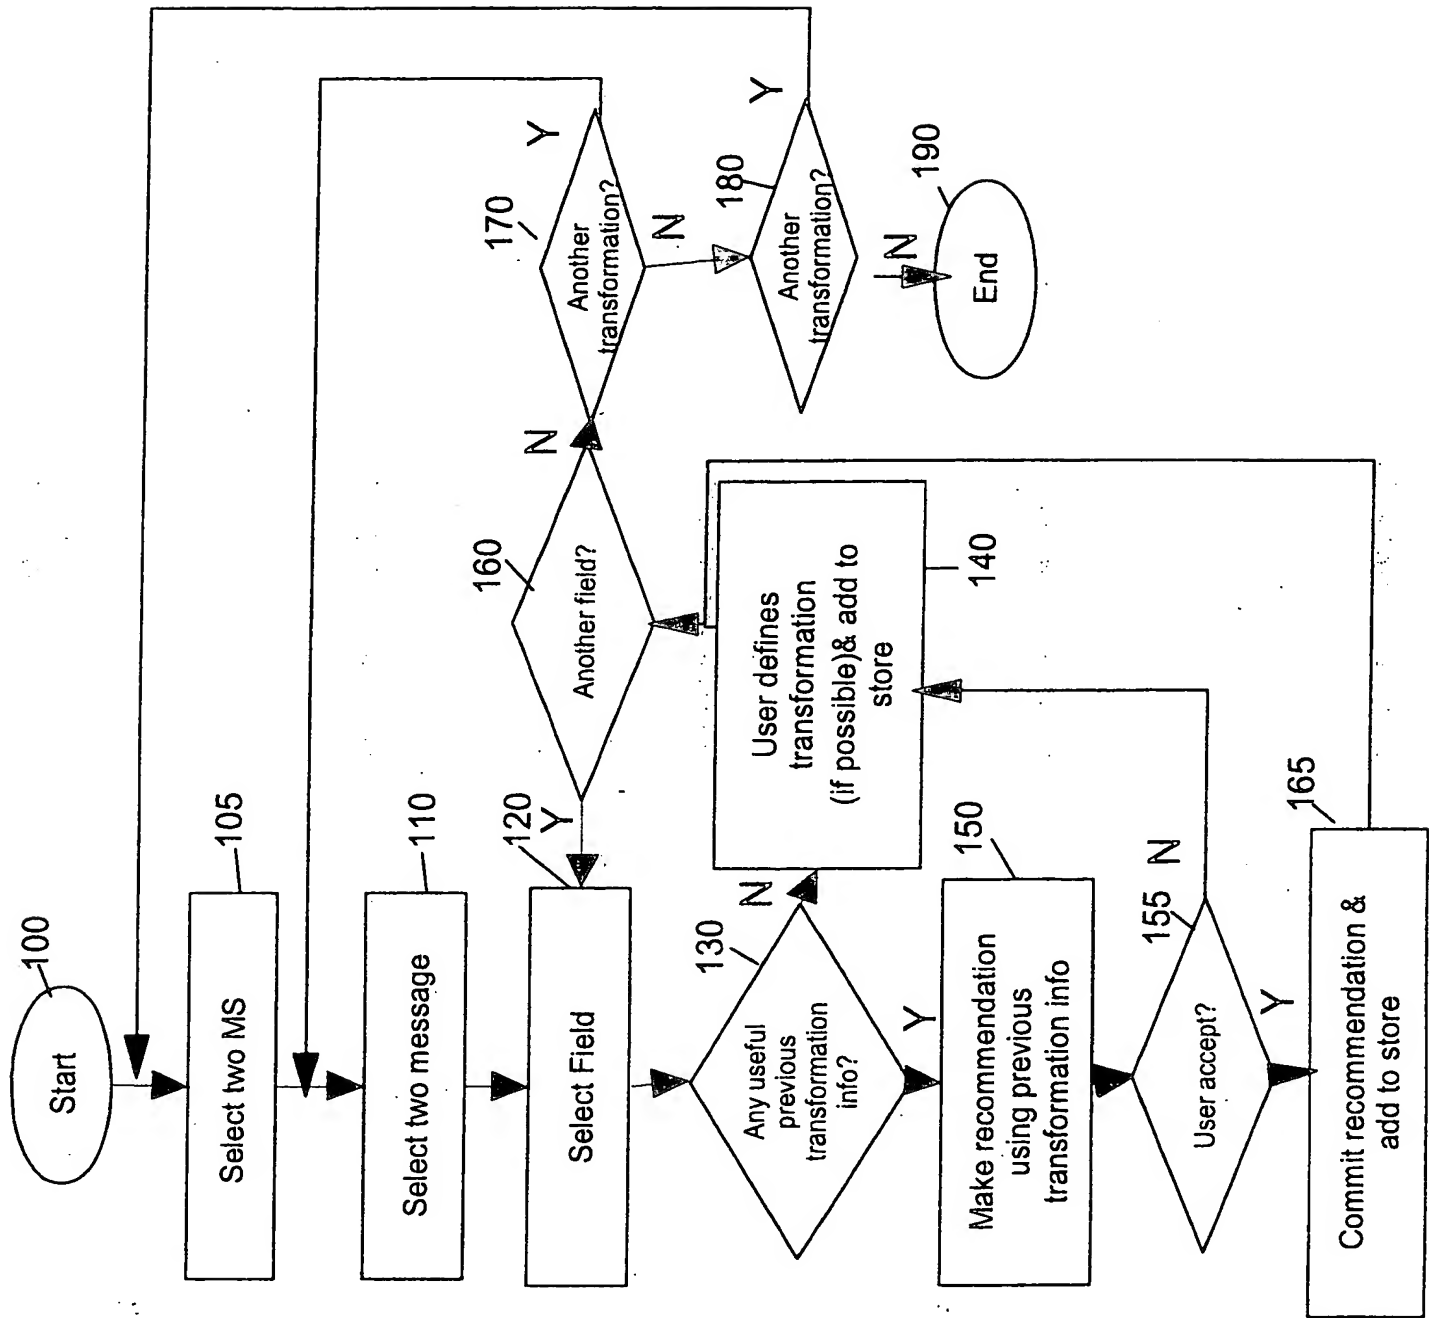 100
Start
105
Select two MS
110
Select two message
120
Select Field
130
Any useful
previous
transformation
info?
N
Y
140
User defines
transformation
(if possible)& add to
store
150
Make recommendation
using previous
transformation info
155
User accept?
N
Y
165
Commit recommendation &
add to store
160
Another field?
Y
N
170
Another
transformation?
Y
N
180
Another
transformation?
Y
N
190
End